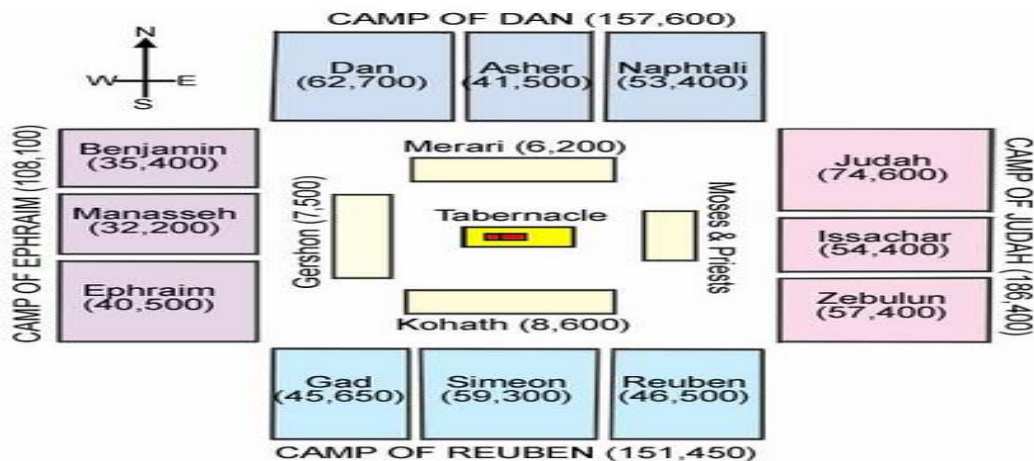 CAMP OF DAN (157,600)
N
W E
S
Dan
(62,700)
Asher
(41,500)
Naphtali
(53,400)
CAMP OF EPHRAIM (108,100)
Benjamin
(35,400)
Manasseh
(32,200)
Ephraim
(40,500)
Merari (6,200)
Gershon (7,500)
Tabernacle
Moses & Priests
Kohath (8,600)
Judah
(74,600)
Issachar
(54,400)
Zebulun
(57,400)
CAMP OF JUDAH (186,400)
Gad
(45,650)
Simeon
(59,300)
Reuben
(46,500)
CAMP OF REUBEN (151,450)